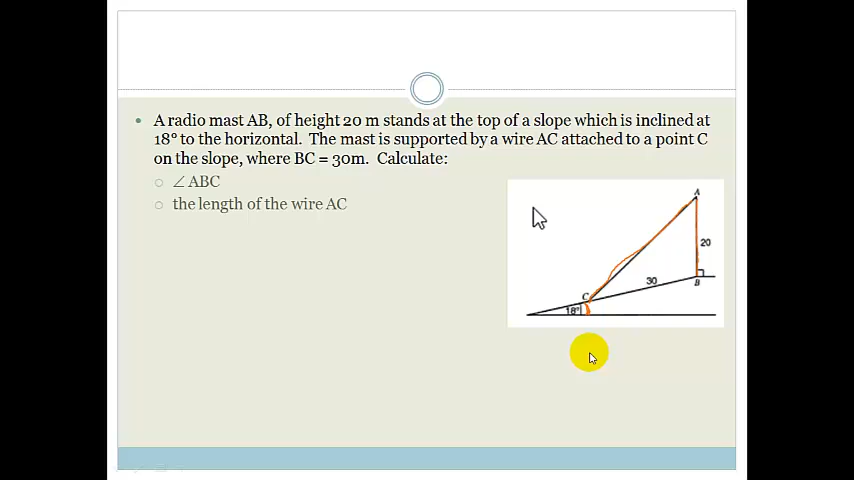 • A radio mast AB, of height 20 m stands at the top of a slope which is inclined at
18° to the horizontal. The mast is supported by a wire AC attached to a point C
on the slope, where BC = 30m. Calculate:
○ ∠ABC
○ the length of the wire AC
A
20
30
B
C
18°